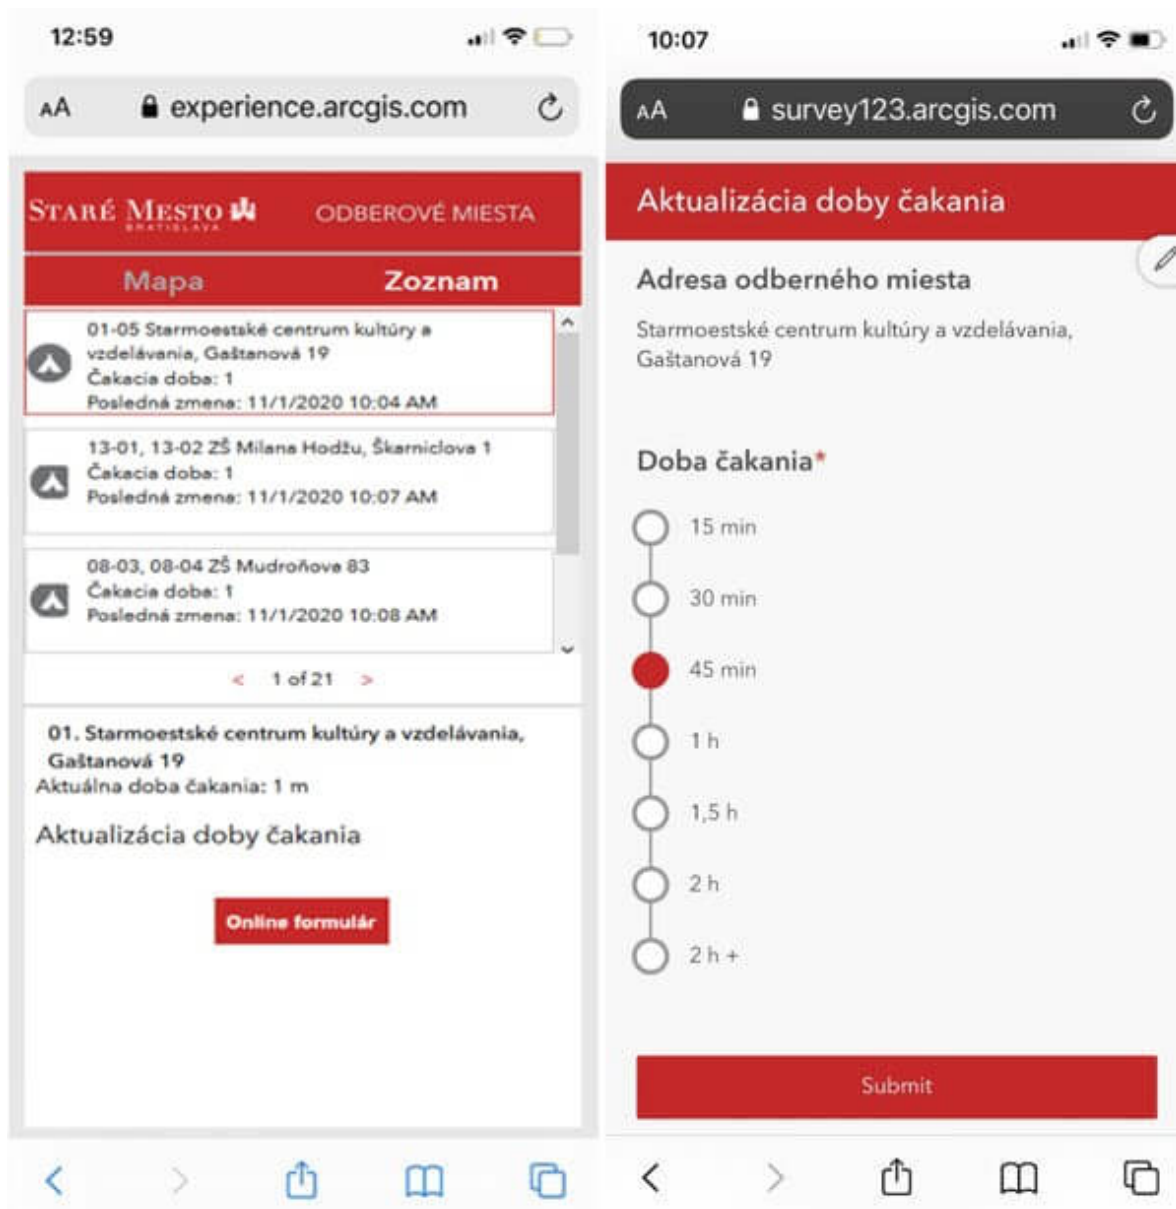 12:59
AA experience.arcgis.com
STARÉ MESTO
BRATISLAVA
ODBEROVÉ MIESTA
Mapa Zoznam
01-05 Starmoestské centrum kultúry a
vzdelávania, Gaštanová 19
Čakacia doba: 1
Posledná zmena: 11/1/2020 10:04 AM
13-01, 13-02 ZŠ Milana Hodžu, Škarniclova 1
Čakacia doba: 1
Posledná zmena: 11/1/2020 10:07 AM
08-03, 08-04 ZŠ Mudroňova 83
Čakacia doba: 1
Posledná zmena: 11/1/2020 10:08 AM
< 1 of 21 >
01. Starmoestské centrum kultúry a vzdelávania,
Gaštanová 19
Aktuálna doba čakania: 1 m
Aktualizácia doby čakania
Online formulár
10:07
AA survey123.arcgis.com
Aktualizácia doby čakania
Adresa odberného miesta
Starmoestské centrum kultúry a vzdelávania,
Gaštanová 19
Doba čakania*
15 min
30 min
45 min
1 h
1,5 h
2 h
2 h +
Submit